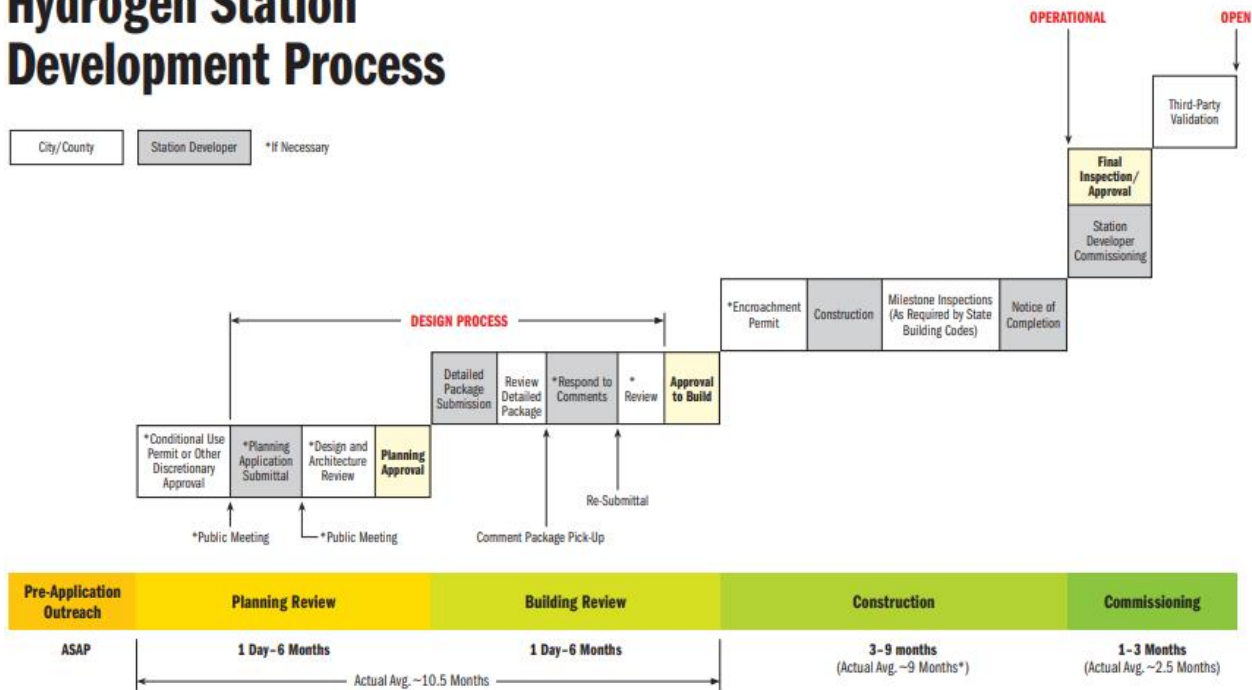 Hydrogen Station
Development Process
City/County
Station Developer
*If Necessary
OPERATIONAL
OPEN
Third-Party
Validation
Final
Inspection/
Approval
Station
Developer
Commissioning
*Encroachment
Permit
Construction
Milestone Inspections
(As Required by State
Building Codes)
Notice of
Completion
DESIGN PROCESS
Detailed
Package
Submission
Review
Detailed
Package
*Respond to
Comments
*
Review
Approval
to Build
*Conditional Use
Permit or Other
Discretionary
Approval
*Planning
Application
Submittal
*Design and
Architecture
Review
Planning
Approval
Re-Submittal
*Public Meeting
*Public Meeting
Comment Package Pick-Up
Pre-Application
Outreach
Planning Review
Building Review
Construction
Commissioning
ASAP
1 Day–6 Months
1 Day–6 Months
3–9 months
(Actual Avg. ~9 Months*)
1–3 Months
(Actual Avg. ~2.5 Months)
Actual Avg. ~10.5 Months